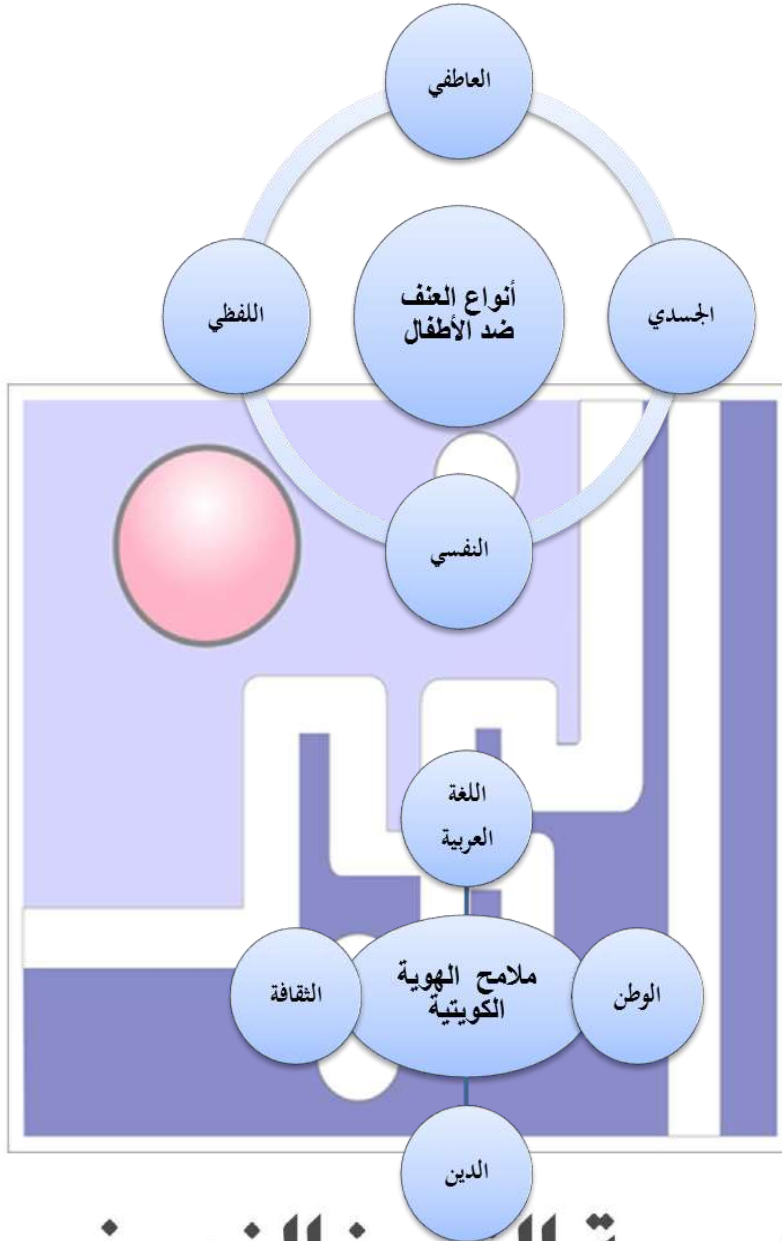 العاطفي
أنواع العنف
ضد الأطفال
الجسدي
اللفظي
النفسي
اللغة
العربية
ملامح الهوية
الكويتية
الوطن
الثقافة
الدين